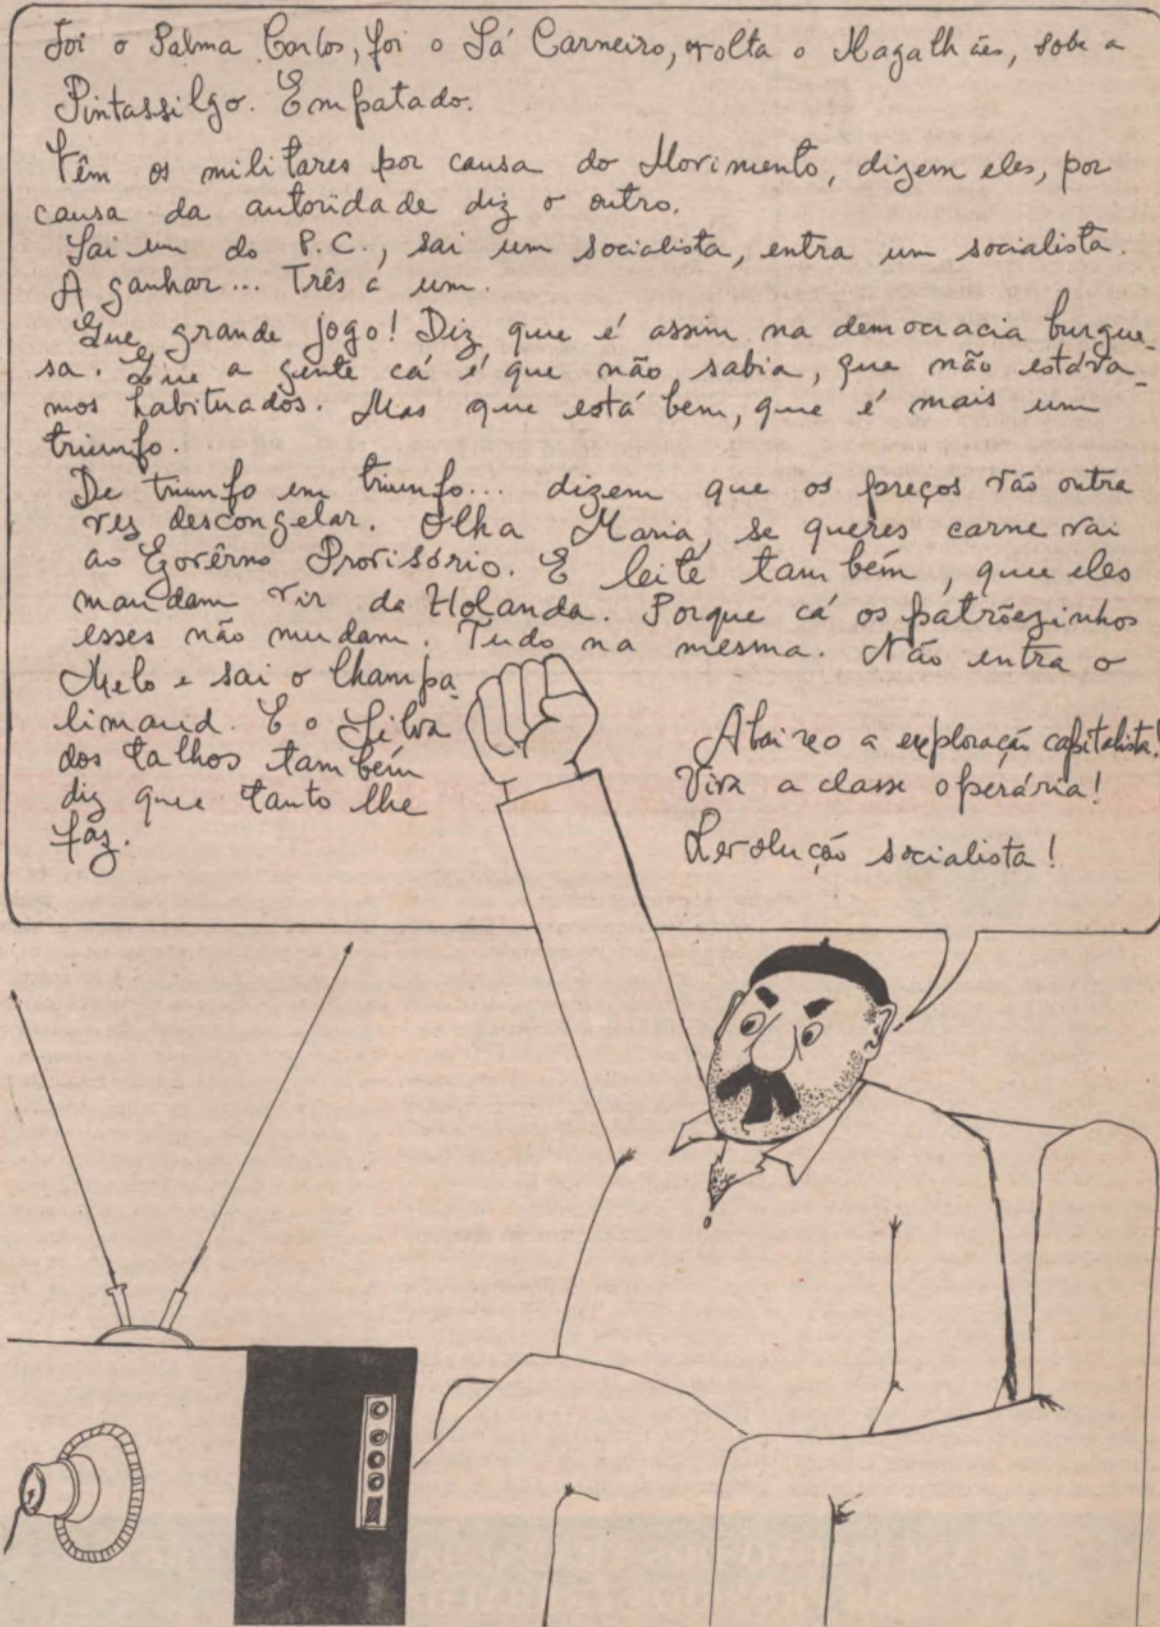 Foi o Palma Carlos, foi o Sá Carneiro, volta o Magalhães, sobe a
Pintassilgo. Empatado.
Vêm os militares por causa do Movimento, dizem eles, por
causa da autoridade diz o outro.
Sai um do P.C., sai um socialista, entra um socialista.
A ganhar... Três a um.
Que grande jogo! Diz que é assim na democracia burgue-
sa. Que a gente cá é que não sabia, que não estáva-
mos habituados. Mas que está bem, que é mais um
triunfo.
De triunfo em triunfo... dizem que os preços vão outra
vez descongelar. Olha Maria, se queres carne vai
ao Govêrno Provisório. E leite também, que eles
mandam vir da Holanda. Porque cá os patrõezinhos
esses não mudam. Tudo na mesma. Não entra o
Melo e sai o Champa-
limaud. E o Silva
dos talhos também
diz que tanto lhe
faz.
Abaixo a exploração capitalista!
Viva a classe operária!
Revolução socialista!